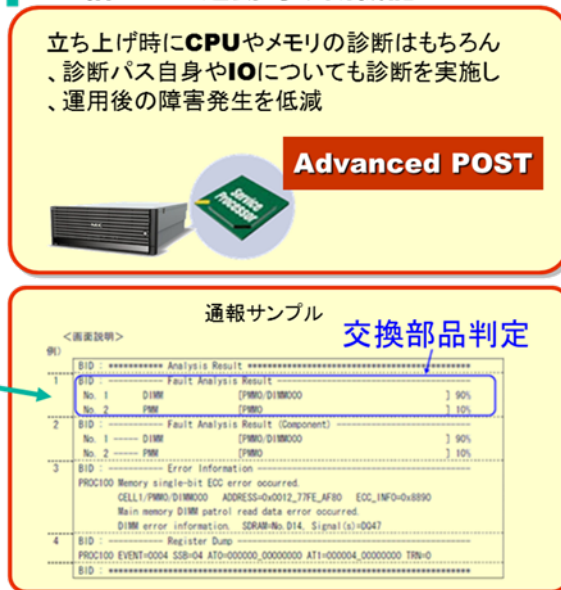 立ち上げ時にCPUやメモリの診断はもちろん
、診断パス自身やIOについても診断を実施し
、運用後の障害発生を低減
Advanced POST
NEC
Service
Processor
通報サンプル
<画面説明>
交換部品判定
例)
BID : *********** Analysis Result ***********
1 BID : ---------- Fault Analysis Result ----------
No. 1 DIMM [PMM0/DIMM000 ] 90%
No. 2 PMM [PMM0 ] 10%
2 BID : ---------- Fault Analysis Result (Component) ----------
No. 1 ----- DIMM [PMM0/DIMM000 ] 90%
No. 2 ----- PMM [PMM0 ] 10%
3 BID : ---------- Error Information ----------
PROC100 Memory single-bit ECC error occurred.
CELL1/PMM0/DIMM000 ADDRESS=0x0012_77FE_AF80 ECC_INFO=0x8890
Main memory DIMM patrol read data error occurred.
DIMM error information. SDRAM=No.D14, Signal(s)=DQ47
4 BID : ---------- Register Dump ----------
PROC100 EVENT=0004 SSB=04 AT0=000000_00000000 AT1=000004_00000000 TRN=0
BID : ***********